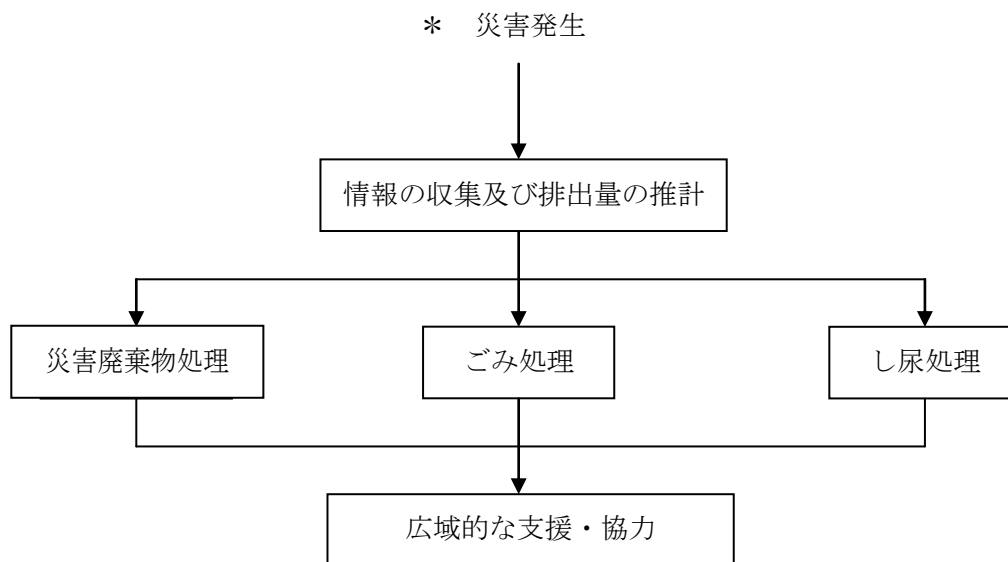 ＊　災害発生
情報の収集及び排出量の推計
災害廃棄物処理
ごみ処理
し尿処理
広域的な支援・協力